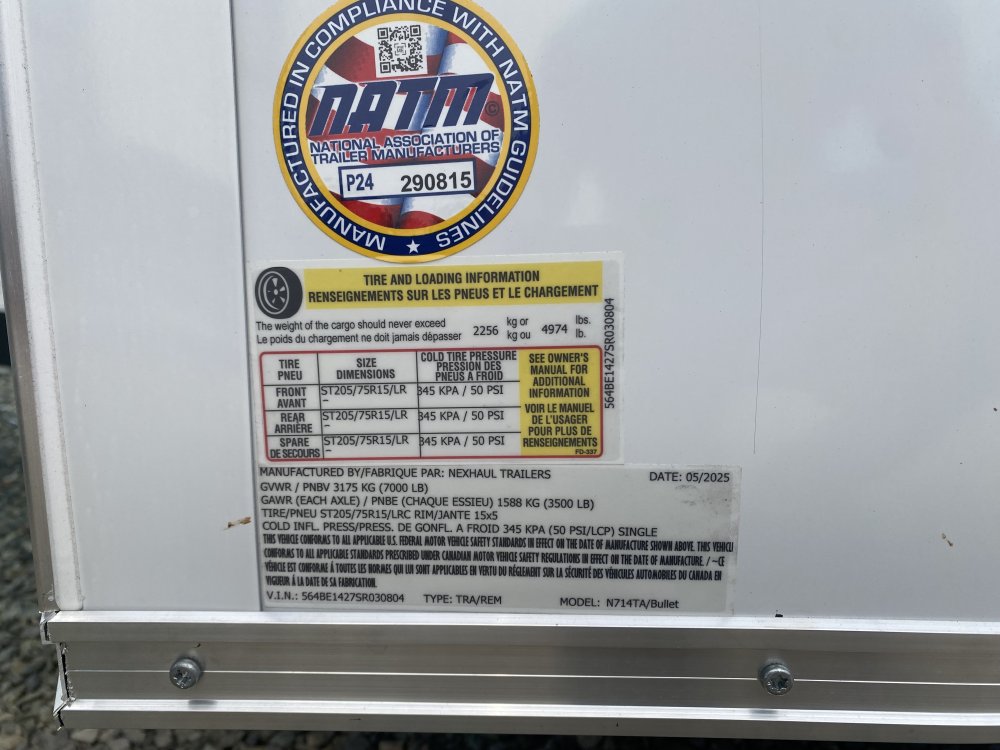 MANUFACTURED IN COMPLIANCE WITH NATM GUIDELINES
NATM©
NATIONAL ASSOCIATION OF
TRAILER MANUFACTURERS
P24 290815
TIRE AND LOADING INFORMATION
RENSEIGNEMENTS SUR LES PNEUS ET LE CHARGEMENT
The weight of the cargo should never exceed
Le poids du chargement ne doit jamais dépasser
2256 kg or 4974 lbs.
kg ou lb.
TIRE SIZE COLD TIRE PRESSURE
PNEU DIMENSIONS PRESSION DES
PNEUS A FROID
FRONT ST205/75R15/LR 345 KPA / 50 PSI
AVANT –
REAR ST205/75R15/LR 345 KPA / 50 PSI
ARRIÈRE –
SPARE ST205/75R15/LR 345 KPA / 50 PSI
DE SECOURS –
SEE OWNER'S
MANUAL FOR
ADDITIONAL
INFORMATION
VOIR LE MANUEL
DE L'USAGER
POUR PLUS DE
RENSEIGNEMENTS
FD-337
564BE1427SR030804
MANUFACTURED BY/FABRIQUE PAR: NEXHAUL TRAILERS DATE: 05/2025
GVWR / PNBV 3175 KG (7000 LB)
GAWR (EACH AXLE) / PNBE (CHAQUE ESSIEU) 1588 KG (3500 LB)
TIRE/PNEU ST205/75R15/LRC RIM/JANTE 15x5
COLD INFL. PRESS/PRESS. DE GONFL. A FROID 345 KPA (50 PSI/LCP) SINGLE
THIS VEHICLE CONFORMS TO ALL APPLICABLE U.S. FEDERAL MOTOR VEHICLE SAFETY STANDARDS IN EFFECT ON THE DATE OF MANUFACTURE SHOWN ABOVE. THIS VEHICLE
CONFORMS TO ALL APPLICABLE STANDARDS PRESCRIBED UNDER CANADIAN MOTOR VEHICLE SAFETY REGULATIONS IN EFFECT ON THE DATE OF MANUFACTURE. / –CE
VÉHICLE EST CONFORME À TOUTES LES NORMES QUI LUI SONT APPLICABLES EN VERTU DU RÉGLEMENT SUR LA SÉCURITÉ DES VÉHICULES AUTOMOBILES DU CANADA EN
VIGUEUR À LA DATE DE SA FABRICATION.
V.I.N.: 564BE1427SR030804 TYPE: TRA/REM MODEL: N714TA/Bullet